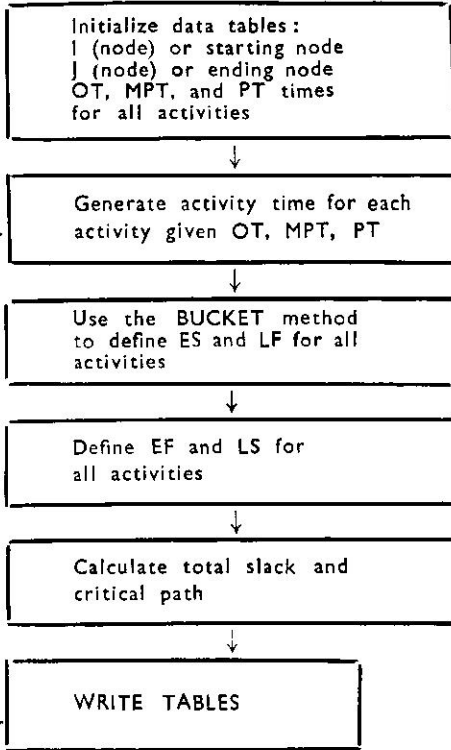 Initialize data tables:
I (node) or starting node
J (node) or ending node
OT, MPT, and PT times
for all activities
Generate activity time for each
activity given OT, MPT, PT
Use the BUCKET method
to define ES and LF for all
activities
Define EF and LS for
all activities
Calculate total slack and
critical path
WRITE TABLES